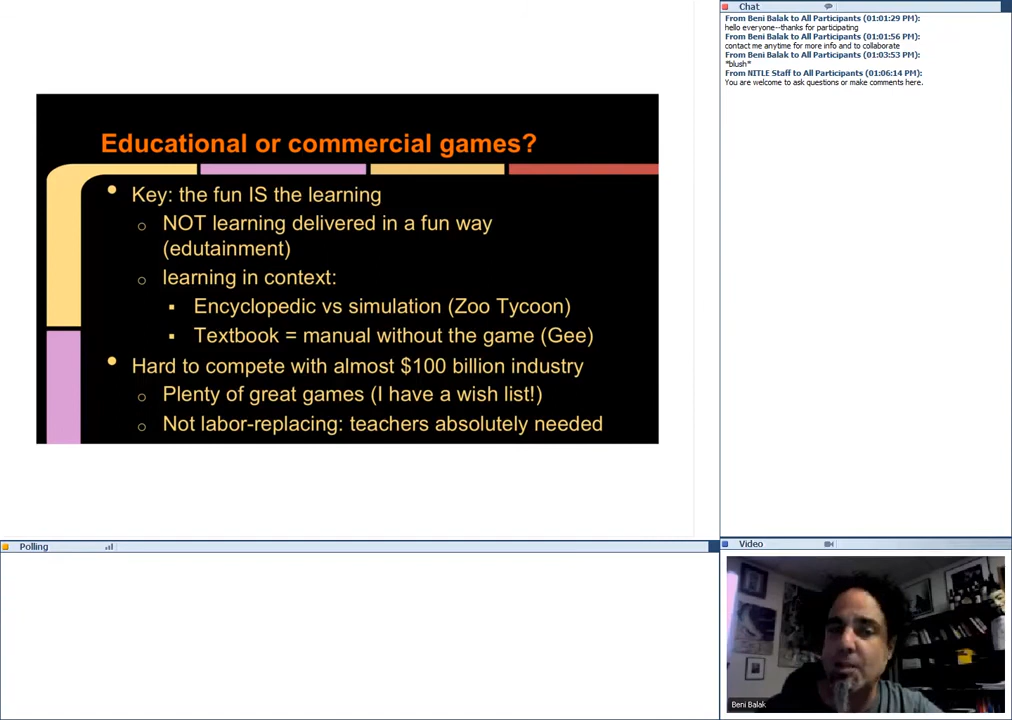 Educational or commercial games?
• Key: the fun IS the learning
o NOT learning delivered in a fun way
(edutainment)
o learning in context:
▪ Encyclopedic vs simulation (Zoo Tycoon)
▪ Textbook = manual without the game (Gee)
• Hard to compete with almost $100 billion industry
o Plenty of great games (I have a wish list!)
o Not labor-replacing: teachers absolutely needed
Chat
From Beni Balak to All Participants (01:01:29 PM):
hello everyone--thanks for participating
From Beni Balak to All Participants (01:01:56 PM):
contact me anytime for more info and to collaborate
From Beni Balak to All Participants (01:03:53 PM):
*blush*
From NITLE Staff to All Participants (01:06:14 PM):
You are welcome to ask questions or make comments here.
Polling
Video
Beni Balak